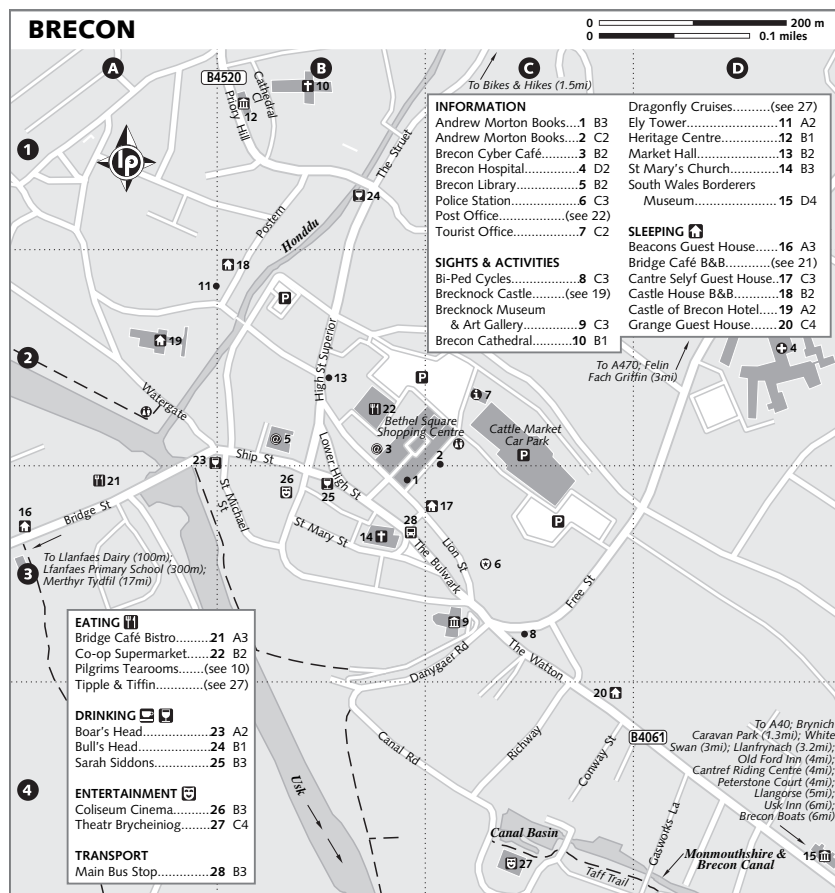 BRECON
0 200 m
0 0.1 miles
A
B
C
D
1
2
3
4
B4520
Cathedral Cl
Priory Hill
10
12
To Bikes & Hikes (1.5mi)
The Struet
24
Postern
Honddu
18
11
19
P
High St Superior
13
Watergate
INFORMATION
Andrew Morton Books....1 B3
Andrew Morton Books....2 C2
Brecon Cyber Café..........3 B2
Brecon Hospital..............4 D2
Brecon Library................5 B2
Police Station.................6 C3
Post Office................(see 22)
Tourist Office.................7 C2
SIGHTS & ACTIVITIES
Bi-Ped Cycles.................8 C3
Brecknock Castle.......(see 19)
Brecknock Museum
& Art Gallery..............9 C3
Brecon Cathedral.........10 B1
Dragonfly Cruises..........(see 27)
Ely Tower....................11 A2
Heritage Centre...........12 B1
Market Hall.................13 B2
St Mary's Church.........14 B3
South Wales Borderers
Museum..................15 D4
SLEEPING
Beacons Guest House......16 A3
Bridge Café B&B.........(see 21)
Cantre Selyf Guest House..17 C3
Castle House B&B..........18 B2
Castle of Brecon Hotel.....19 A2
Grange Guest House.......20 C4
To A470; Felin
Fach Griffin (3mi)
4
P
22
7
Bethel Square
Shopping Centre
Cattle Market
Car Park
P
5
3
2
1
Ship St
23
26
25
Lower High St
21
16
Bridge St
St Michael St
St Mary St
14
28
17
Lion St
The Bulwark
6
P
Free St
To Llanfaes Dairy (100m);
Lfanfaes Primary School (300m);
Merthyr Tydfil (17mi)
9
8
Danygaer Rd
The Watton
20
EATING
Bridge Café Bistro..........21 A3
Co-op Supermarket.......22 B2
Pilgrims Tearooms......(see 10)
Tipple & Tiffin............(see 27)
DRINKING
Boar's Head.................23 A2
Bull's Head..................24 B1
Sarah Siddons..............25 B3
ENTERTAINMENT
Coliseum Cinema..........26 B3
Theatr Brycheiniog........27 C4
TRANSPORT
Main Bus Stop..............28 B3
Canal Rd
Richway
Conway St
B4061
To A40; Brynich
Caravan Park (1.3mi); White
Swan (3mi); Llanfrynach (3.2mi);
Old Ford Inn (4mi);
Cantref Riding Centre (4mi);
Peterstone Court (4mi);
Llangorse (5mi);
Usk Inn (6mi);
Brecon Boats (6mi)
Usk
Gasworks La
Canal Basin
27
Taff Trail
Monmouthshire &
Brecon Canal
15
lp